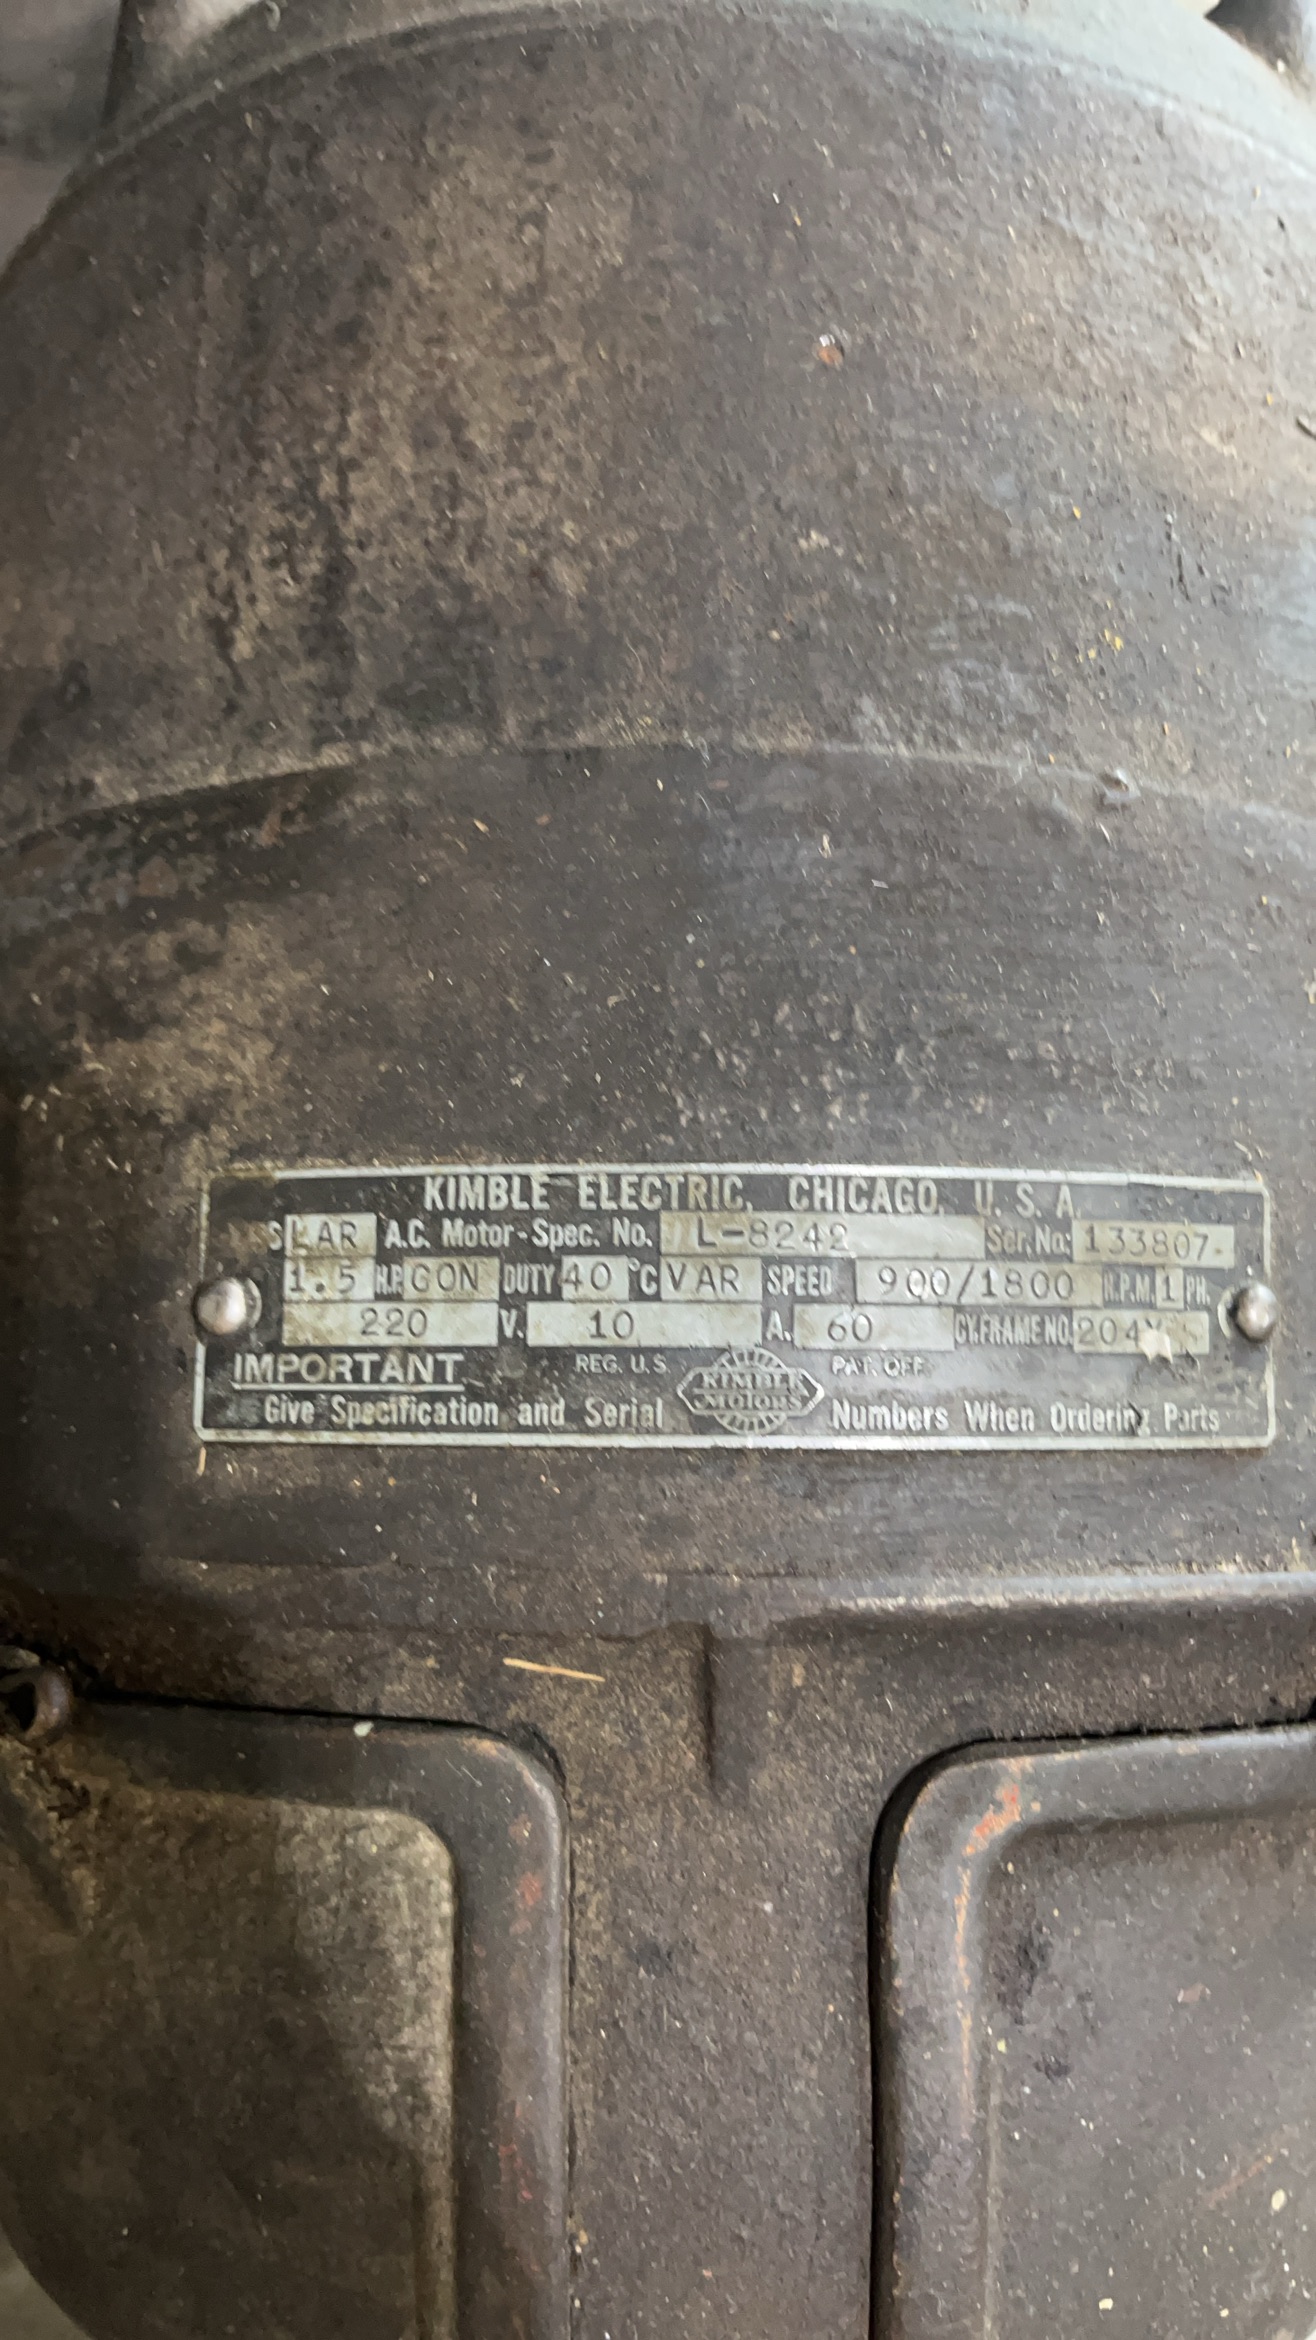 KIMBLE ELECTRIC, CHICAGO, U. S. A.
LAR A.C. Motor-Spec. No. L-8242 Ser. No: 133807
1.5 H.P. CON DUTY 40 °C VAR SPEED 900/1800 R.P.M. 1 PH.
220 V. 10 A. 60 CY. FRAME NO. 204
IMPORTANT REG. U.S. KIMBLE MOTORS PAT. OFF.
Give Specification and Serial Numbers When Ordering Parts